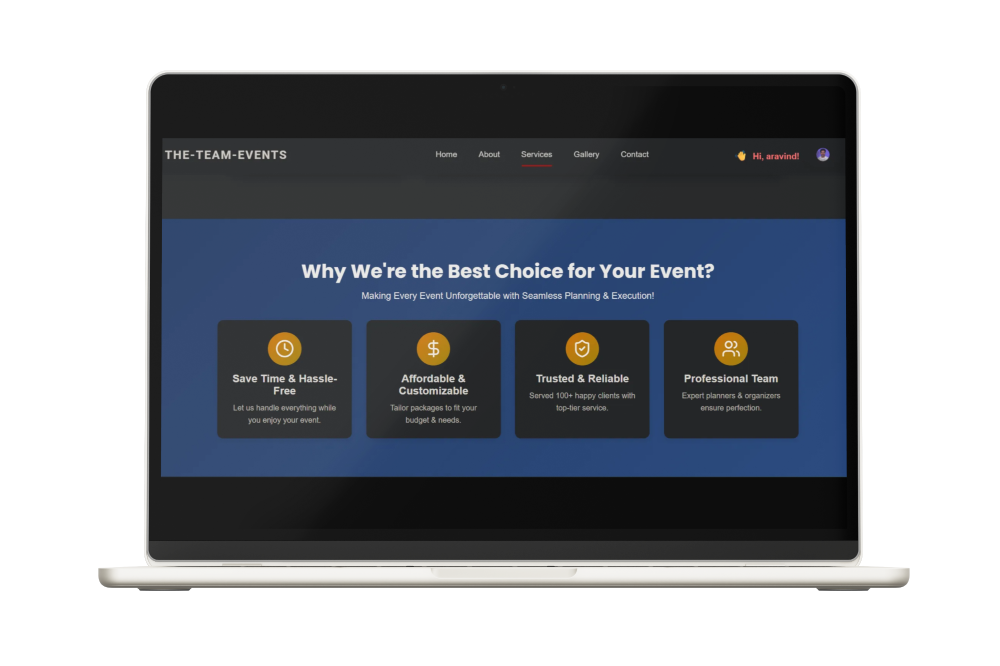 THE-TEAM-EVENTS
Home About Services Gallery Contact
👋 Hi, aravind!
Why We're the Best Choice for Your Event?
Making Every Event Unforgettable with Seamless Planning & Execution!
Save Time & Hassle-
Free
Let us handle everything while
you enjoy your event.
Affordable &
Customizable
Tailor packages to fit your
budget & needs.
Trusted & Reliable
Served 100+ happy clients with
top-tier service.
Professional Team
Expert planners & organizers
ensure perfection.